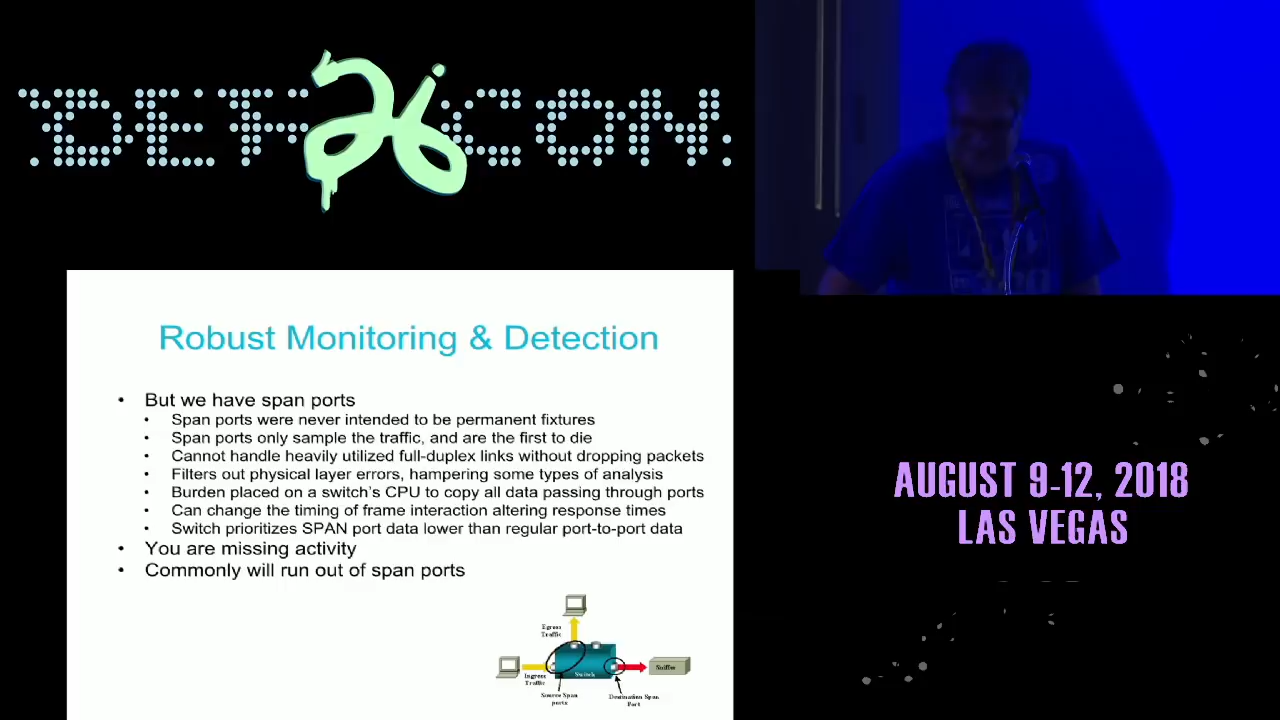 DEF 26 CON
Robust Monitoring & Detection
• But we have span ports
• Span ports were never intended to be permanent fixtures
• Span ports only sample the traffic, and are the first to die
• Cannot handle heavily utilized full-duplex links without dropping packets
• Filters out physical layer errors, hampering some types of analysis
• Burden placed on a switch's CPU to copy all data passing through ports
• Can change the timing of frame interaction altering response times
• Switch prioritizes SPAN port data lower than regular port-to-port data
• You are missing activity
• Commonly will run out of span ports
Egress
Traffic
Ingress
Traffic
Switch
Sniffer
Source Span
ports
Destination Span
Port
AUGUST 9-12, 2018
LAS VEGAS